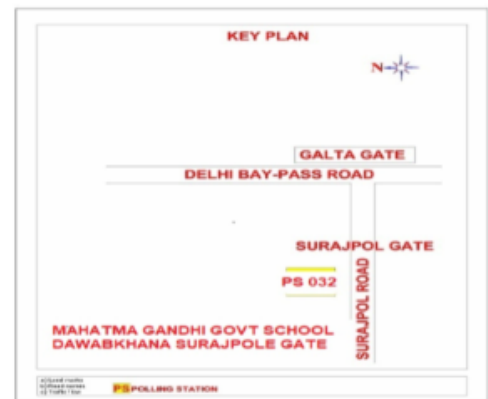 KEY PLAN
N
GALTA GATE
DELHI BAY-PASS ROAD
SURAJPOL GATE
PS 032
SURAJPOL ROAD
MAHATMA GANDHI GOVT SCHOOL
DAWABKHANA SURAJPOLE GATE
PS POLLING STATION